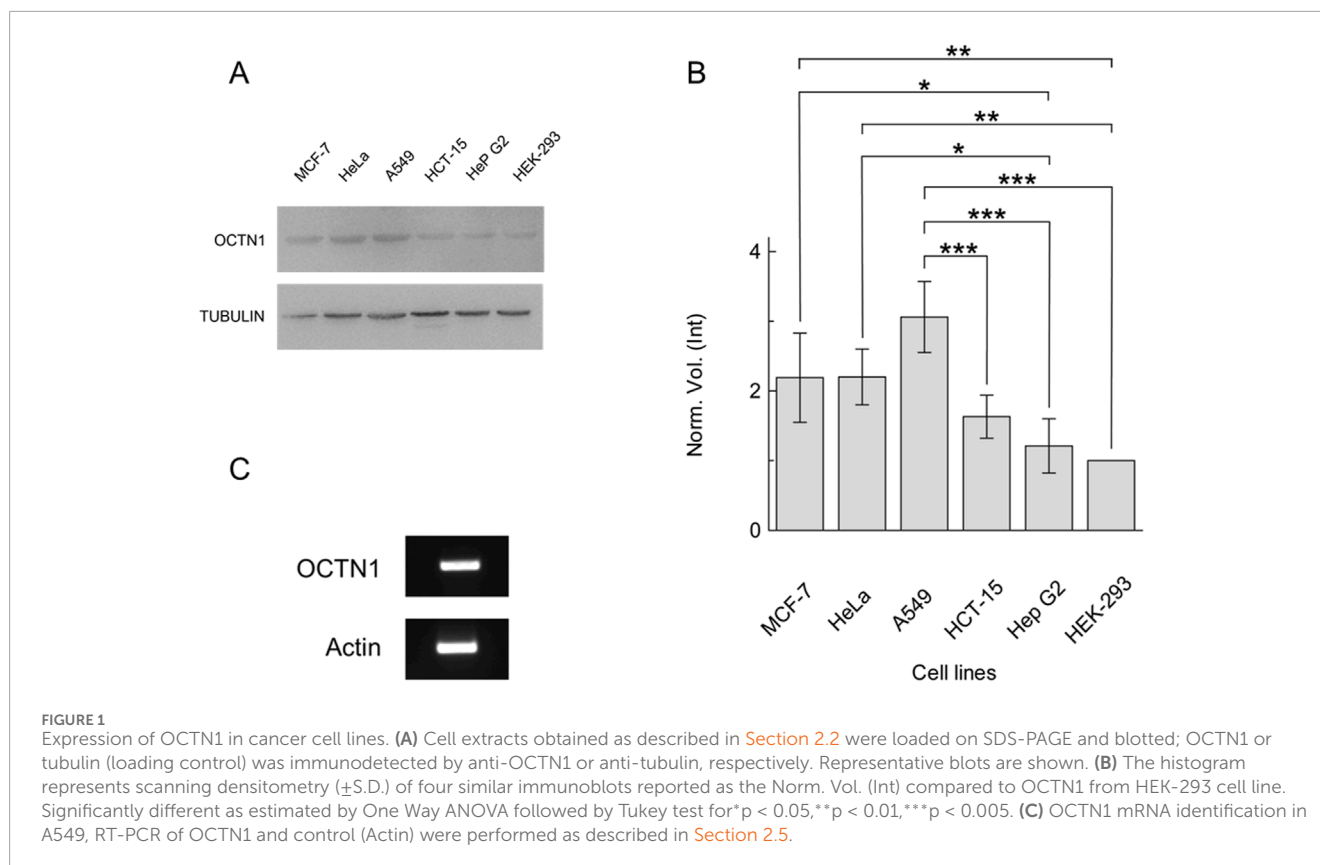 A
MCF-7 HeLa A549 HCT-15 HeP G2 HEK-293
OCTN1
TUBULIN
B
**
*
**
*
***
***
***
4
2
0
Norm. Vol. (Int)
MCF-7 HeLa A549 HCT-15 Hep G2 HEK-293
Cell lines
C
OCTN1
Actin
FIGURE 1
Expression of OCTN1 in cancer cell lines. (A) Cell extracts obtained as described in Section 2.2 were loaded on SDS-PAGE and blotted; OCTN1 or
tubulin (loading control) was immunodetected by anti-OCTN1 or anti-tubulin, respectively. Representative blots are shown. (B) The histogram
represents scanning densitometry (±S.D.) of four similar immunoblots reported as the Norm. Vol. (Int) compared to OCTN1 from HEK-293 cell line.
Significantly different as estimated by One Way ANOVA followed by Tukey test for*p < 0.05,**p < 0.01,***p < 0.005. (C) OCTN1 mRNA identification in
A549, RT-PCR of OCTN1 and control (Actin) were performed as described in Section 2.5.